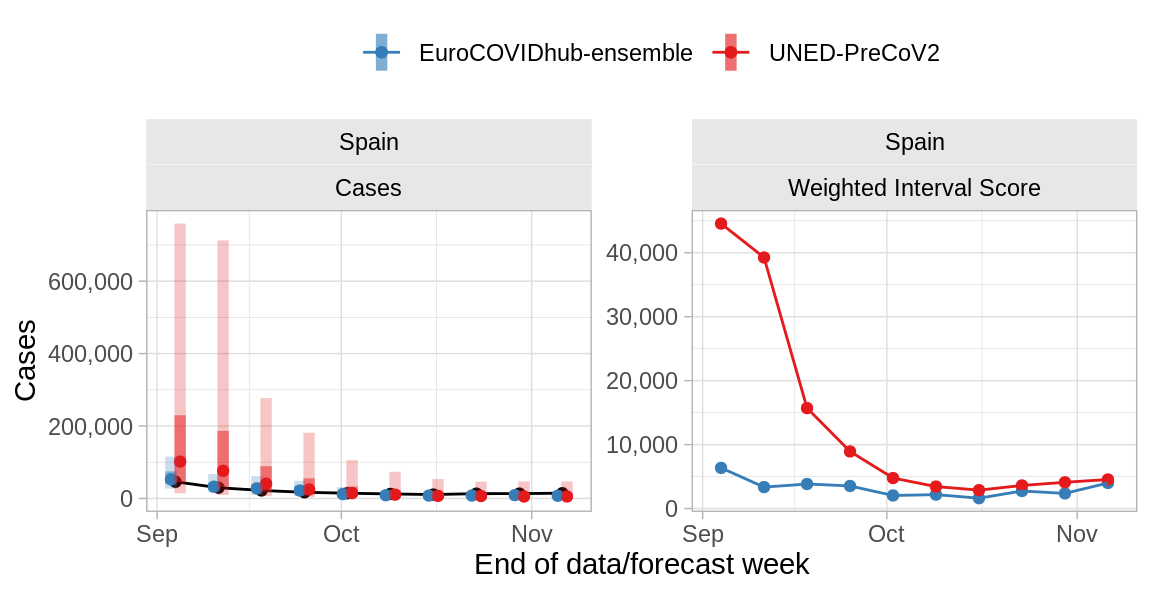 EuroCOVIDhub-ensemble UNED-PreCoV2
Spain
Cases
Cases
600,000
400,000
200,000
0
Sep Oct Nov
Spain
Weighted Interval Score
40,000
30,000
20,000
10,000
0
Sep Oct Nov
End of data/forecast week